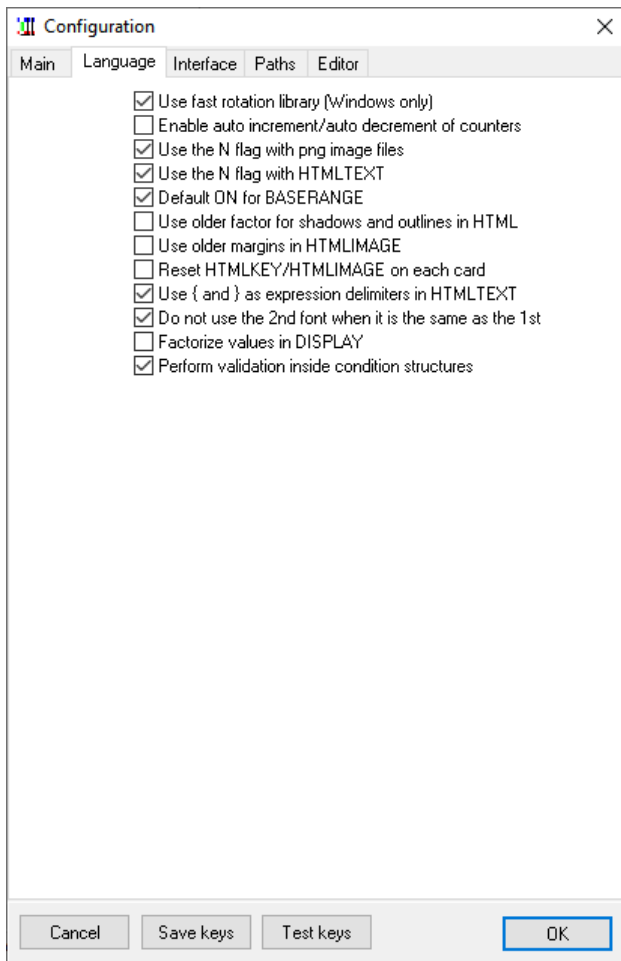 Configuration
Main Language Interface Paths Editor
Use fast rotation library (Windows only)
Enable auto increment/auto decrement of counters
Use the N flag with png image files
Use the N flag with HTMLTEXT
Default ON for BASERANGE
Use older factor for shadows and outlines in HTML
Use older margins in HTMLIMAGE
Reset HTMLKEY/HTMLIMAGE on each card
Use { and } as expression delimiters in HTMLTEXT
Do not use the 2nd font when it is the same as the 1st
Factorize values in DISPLAY
Perform validation inside condition structures
Cancel Save keys Test keys OK